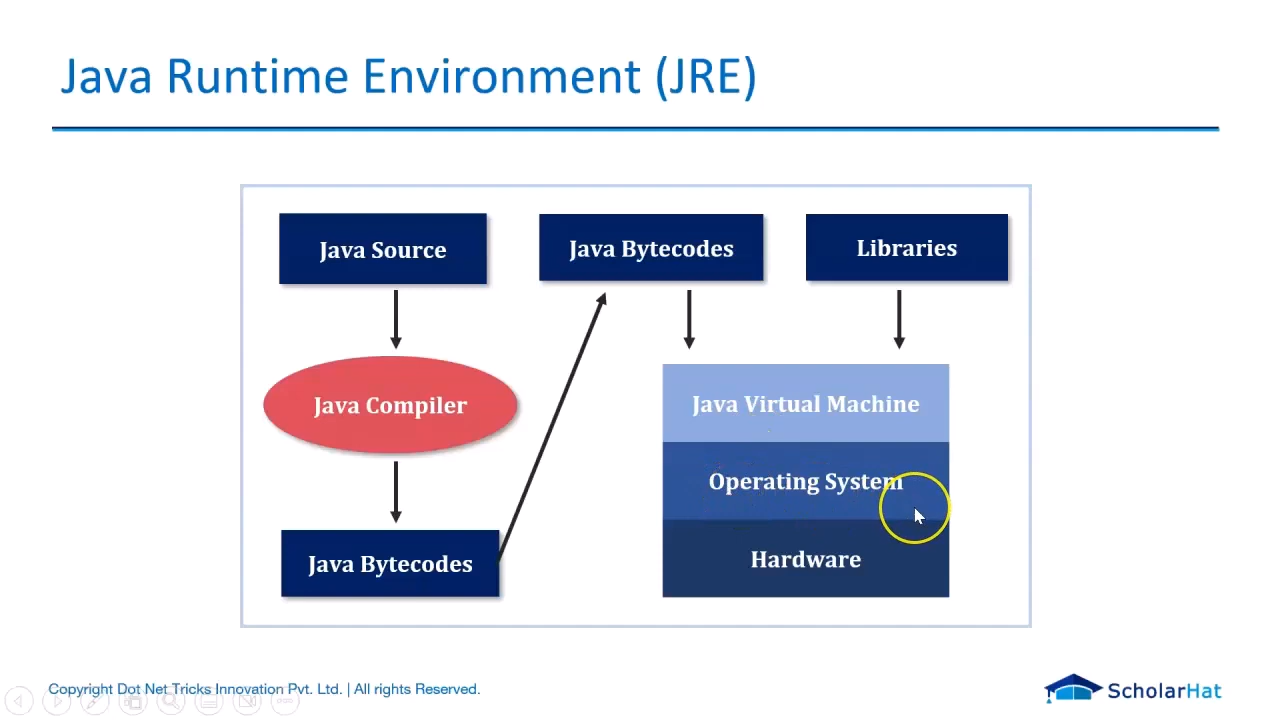 Java Runtime Environment (JRE)
Java Source
Java Bytecodes
Libraries
Java Compiler
Java Virtual Machine
Operating System
Java Bytecodes
Hardware
Copyright Dot Net Tricks Innovation Pvt. Ltd. | All rights Reserved.
ScholarHat